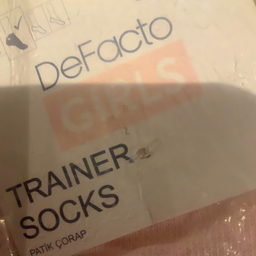 DeFacto
GIRLS
TRAINER
SOCKS
PATİK ÇORAP